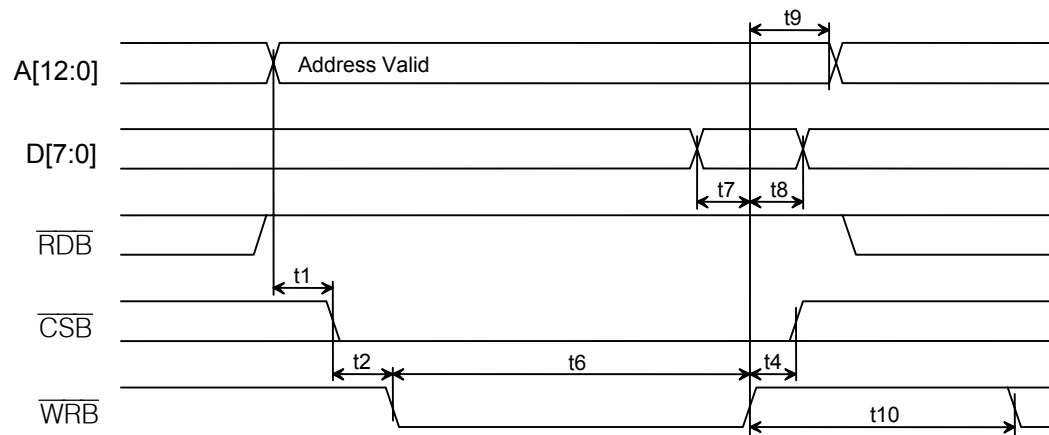 t9
A[12:0]
Address Valid
D[7:0]
t7
t8
RDB
t1
CSB
t2
t6
t4
WRB
t10